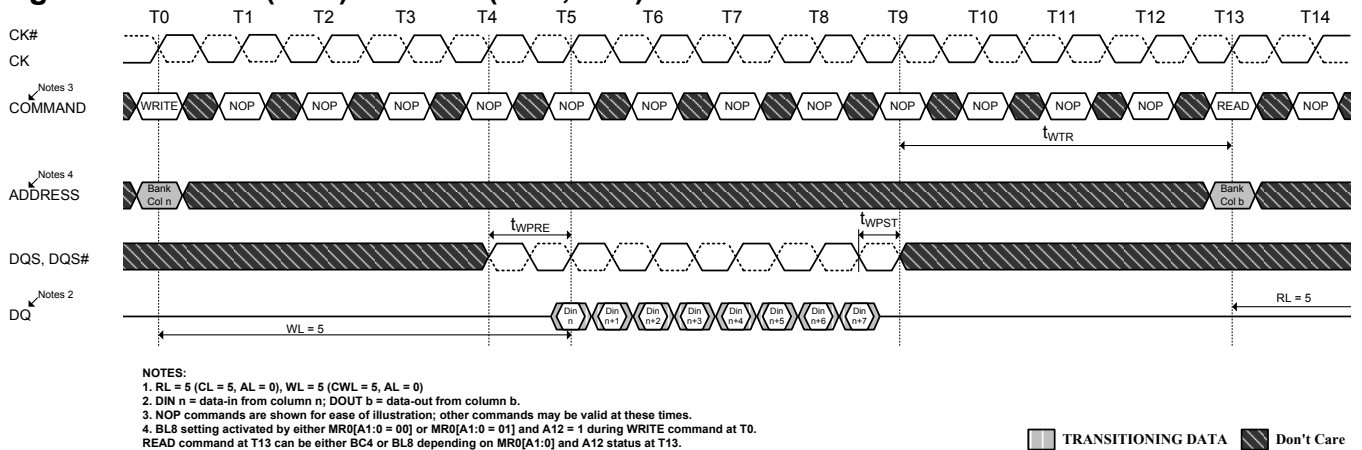 T0 T1 T2 T3 T4 T5 T6 T7 T8 T9 T10 T11 T12 T13 T14
CK#
CK
Notes 3
COMMAND
WRITE NOP NOP NOP NOP NOP NOP NOP NOP NOP NOP NOP NOP READ NOP
tWTR
Notes 4
ADDRESS
Bank Bank
Col n Col b
tWPRE tWPST
DQS, DQS#
Notes 2
DQ
Din Din Din Din Din Din Din Din
n n+1 n+2 n+3 n+4 n+5 n+6 n+7
WL = 5 RL = 5
NOTES:
1. RL = 5 (CL = 5, AL = 0), WL = 5 (CWL = 5, AL = 0)
2. DIN n = data-in from column n; DOUT b = data-out from column b.
3. NOP commands are shown for ease of illustration; other commands may be valid at these times.
4. BL8 setting activated by either MR0[A1:0 = 00] or MR0[A1:0 = 01] and A12 = 1 during WRITE command at T0.
READ command at T13 can be either BC4 or BL8 depending on MR0[A1:0] and A12 status at T13.
TRANSITIONING DATA Don't Care